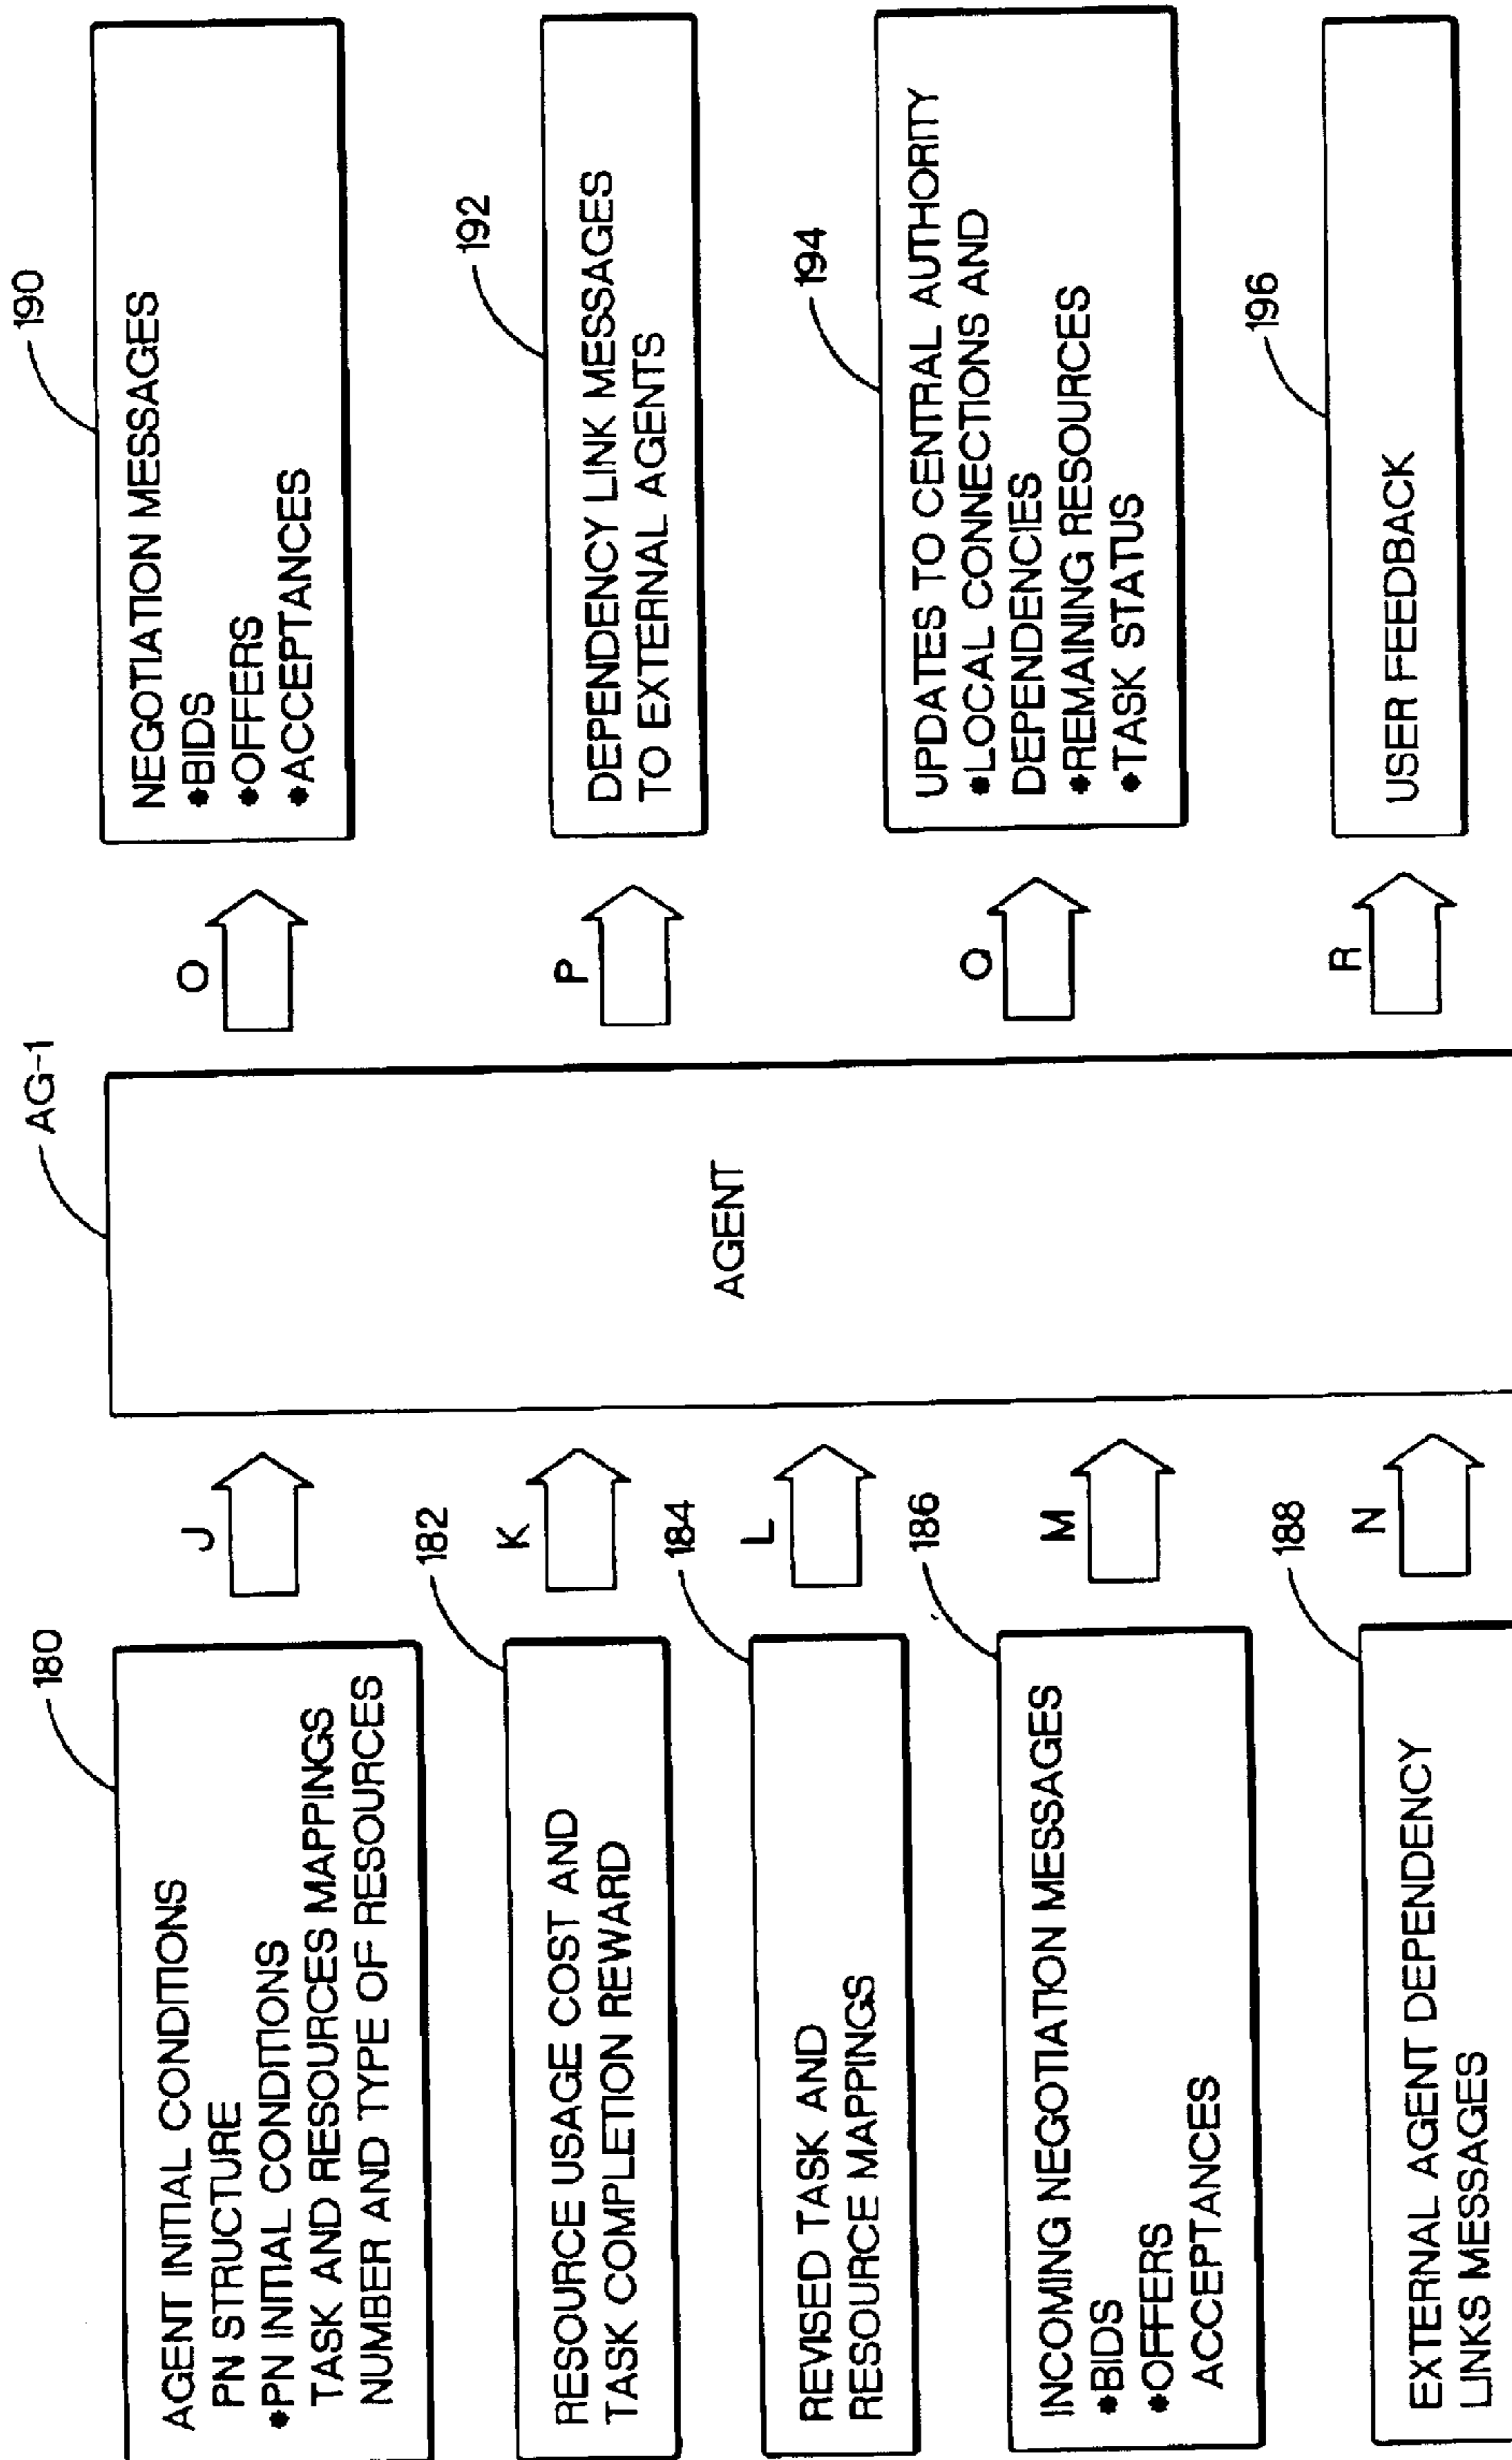 180
AGENT INITIAL CONDITIONS
PN STRUCTURE
•PN INITIAL CONDITIONS
TASK AND RESOURCES MAPPINGS
NUMBER AND TYPE OF RESOURCES
J
182
RESOURCE USAGE COST AND
TASK COMPLETION REWARD
K
184
REVISED TASK AND
RESOURCE MAPPINGS
L
186
INCOMING NEGOTIATION MESSAGES
•BIDS
•OFFERS
ACCEPTANCES
M
188
EXTERNAL AGENT DEPENDENCY
LINKS MESSAGES
N
AG-1
AGENT
O
190
NEGOTIATION MESSAGES
•BIDS
•OFFERS
•ACCEPTANCES
P
192
DEPENDENCY LINK MESSAGES
TO EXTERNAL AGENTS
O
194
UPDATES TO CENTRAL AUTHORITY
•LOCAL CONNECTIONS AND
DEPENDENCIES
•REMAINING RESOURCES
•TASK STATUS
R
196
USER FEEDBACK